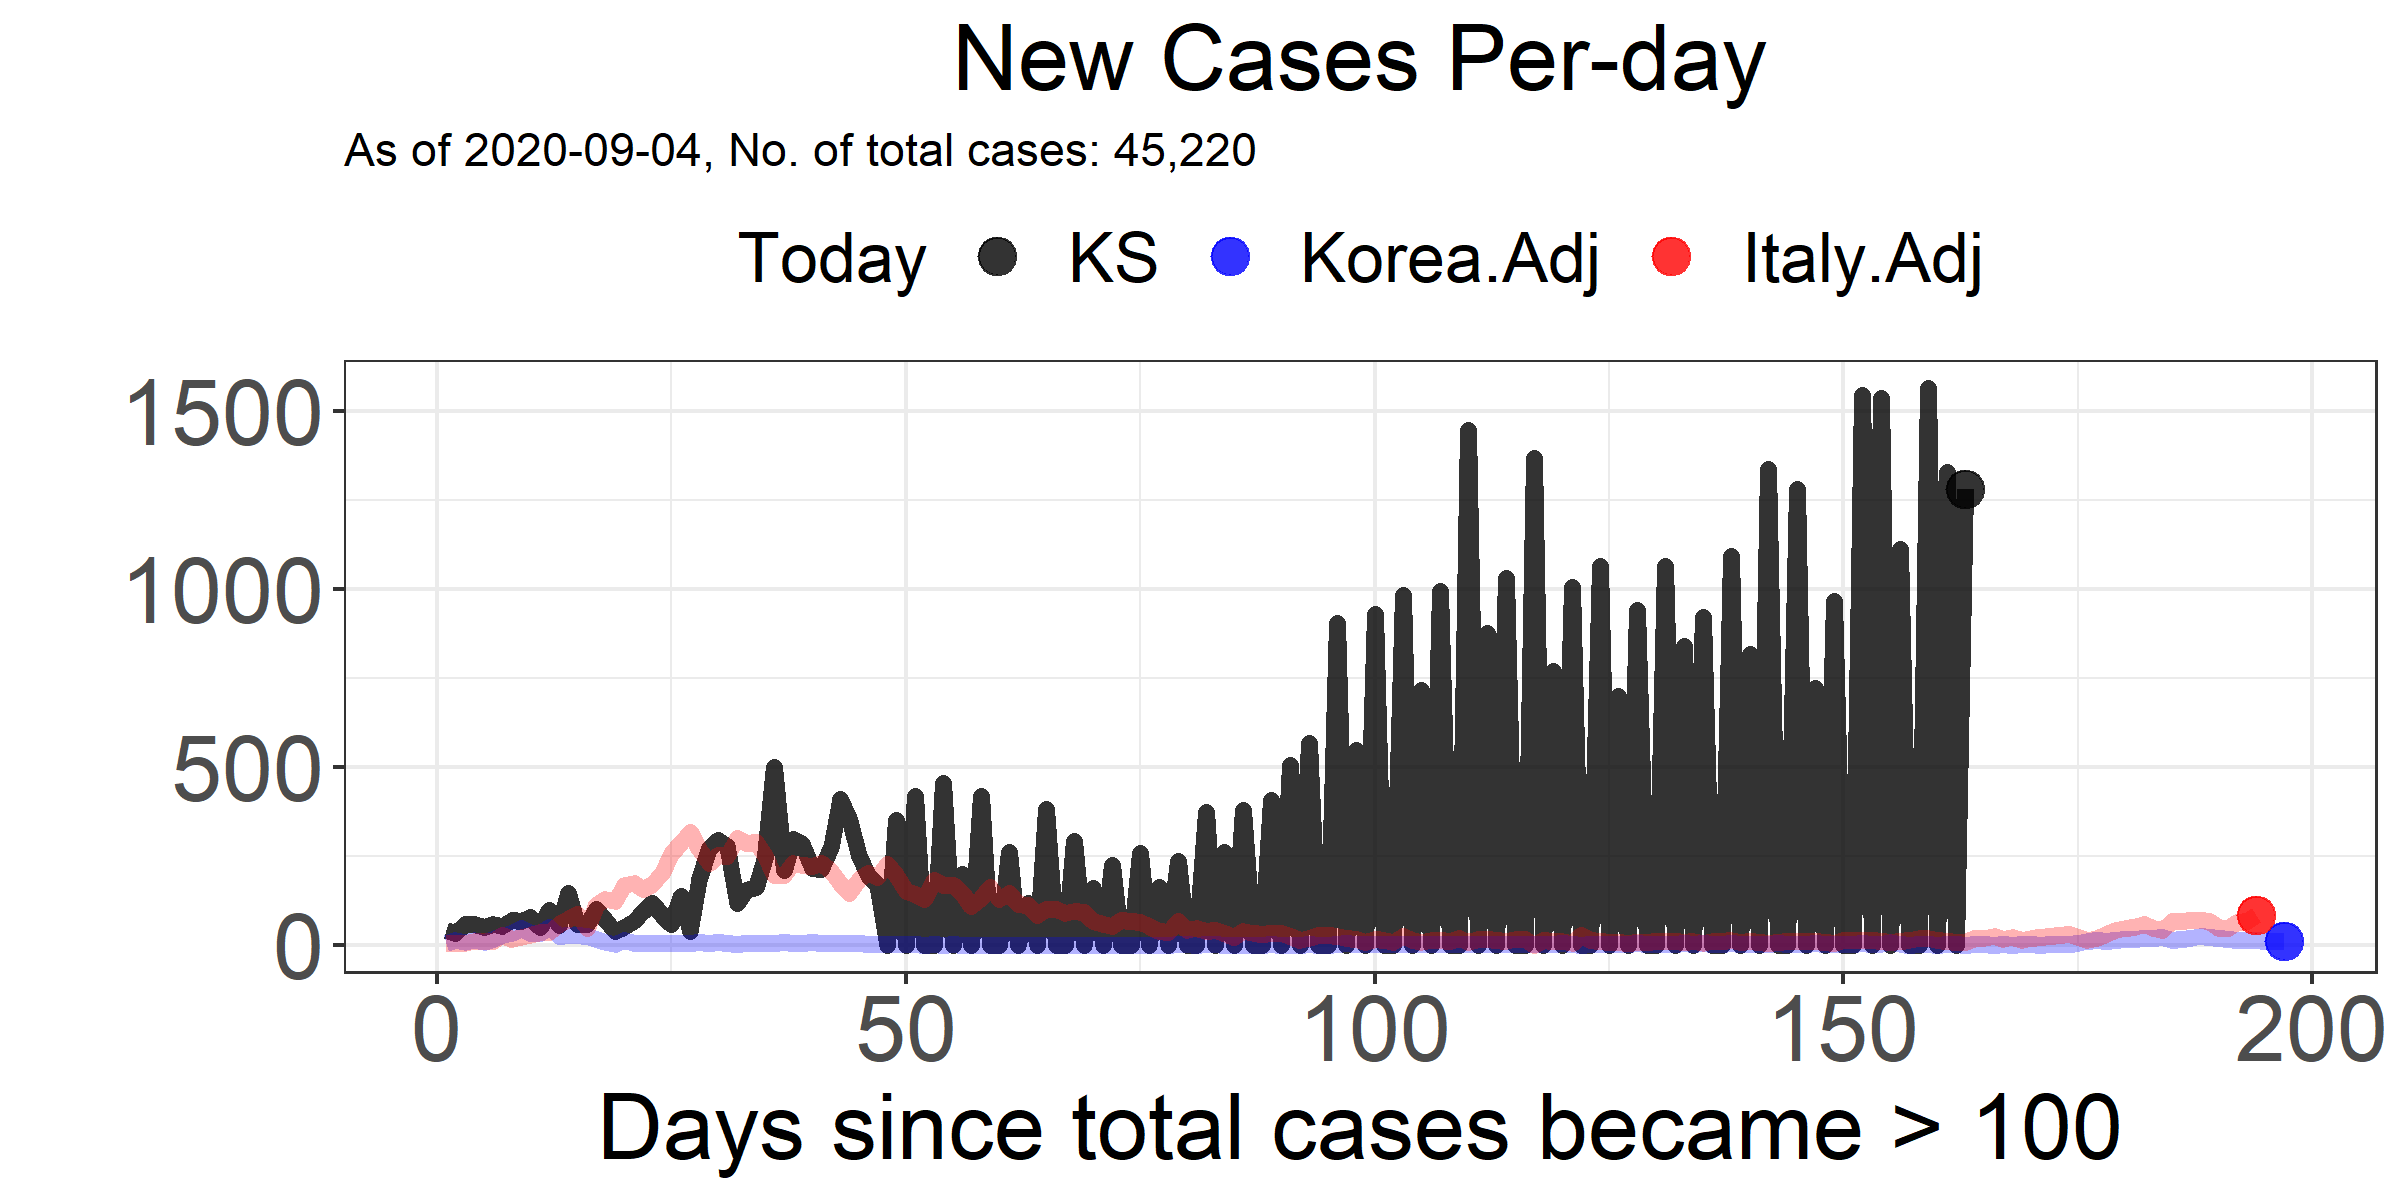 New Cases Per-day
As of 2020-09-04, No. of total cases: 45,220
Today KS Korea.Adj Italy.Adj
1500
1000
500
0
0 50 100 150 200
Days since total cases became > 100